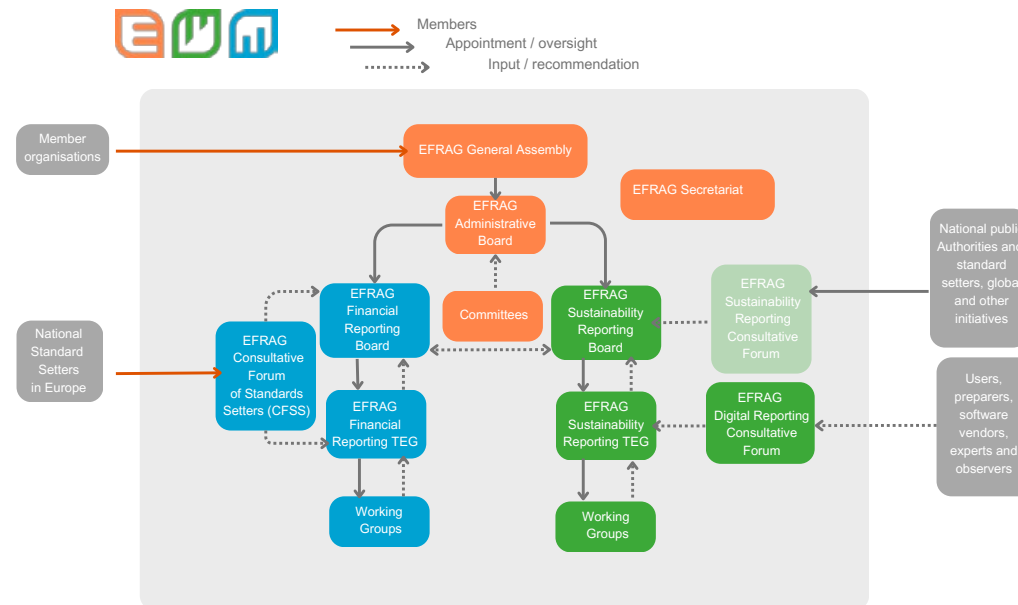 Members
Appointment / oversight
Input / recommendation
Member
organisations
EFRAG General Assembly
EFRAG Secretariat
EFRAG
Administrative
Board
National public
Authorities and
standard
setters, global
and other
initiatives
EFRAG
Financial
Reporting
Board
Committees
EFRAG
Sustainability
Reporting
Board
EFRAG
Sustainability
Reporting
Consultative
Forum
National
Standard
Setters
in Europe
EFRAG
Consultative
Forum
of Standards
Setters (CFSS)
EFRAG
Financial
Reporting TEG
EFRAG
Sustainability
Reporting TEG
EFRAG
Digital Reporting
Consultative
Forum
Users,
preparers,
software
vendors,
experts and
observers
Working
Groups
Working
Groups